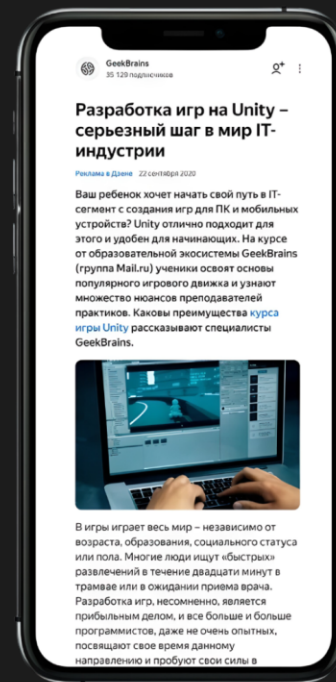 GeekBrains
35 129 подписчиков
Разработка игр на Unity –
серьезный шаг в мир IT-
индустрии
Реклама в Дзене 22 сентября 2020
Ваш ребенок хочет начать свой путь в IT-
сегмент с создания игр для ПК и мобильных
устройств? Unity отлично подходит для
этого и удобен для начинающих. На курсе
от образовательной экосистемы GeekBrains
(группа Mail.ru) ученики освоят основы
популярного игрового движка и узнают
множество нюансов преподавателей
практиков. Каковы преимущества курса
игры Unity рассказывают специалисты
GeekBrains.
В игры играет весь мир – независимо от
возраста, образования, социального статуса
или пола. Многие люди ищут «быстрых»
развлечений в течение двадцати минут в
трамвае или в ожидании приема врача.
Разработка игр, несомненно, является
прибыльным делом, и все больше и больше
программистов, даже не очень опытных,
посвящают свое время данному
направлению и пробуют свои силы в